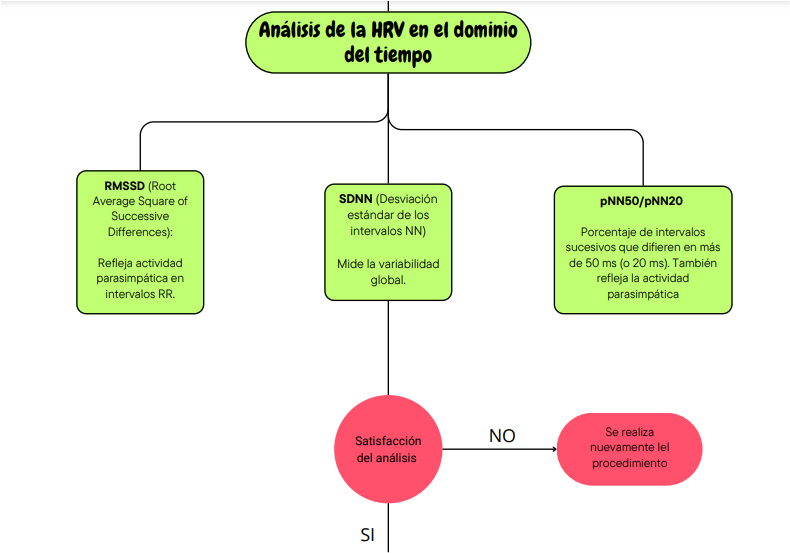 Análisis de la HRV en el dominio
del tiempo
RMSSD (Root
Average Square of
Successive
Differences):
Refleja actividad
parasimpática en
intervalos RR.
SDNN (Desviación
estándar de los
intervalos NN)
Mide la variabilidad
global.
pNN50/pNN20
Porcentaje de intervalos
sucesivos que difieren en más
de 50 ms (o 20 ms). También
refleja la actividad
parasimpática
Satisfacción
del análisis
NO
Se realiza
nuevamente lel
procedimiento
SI